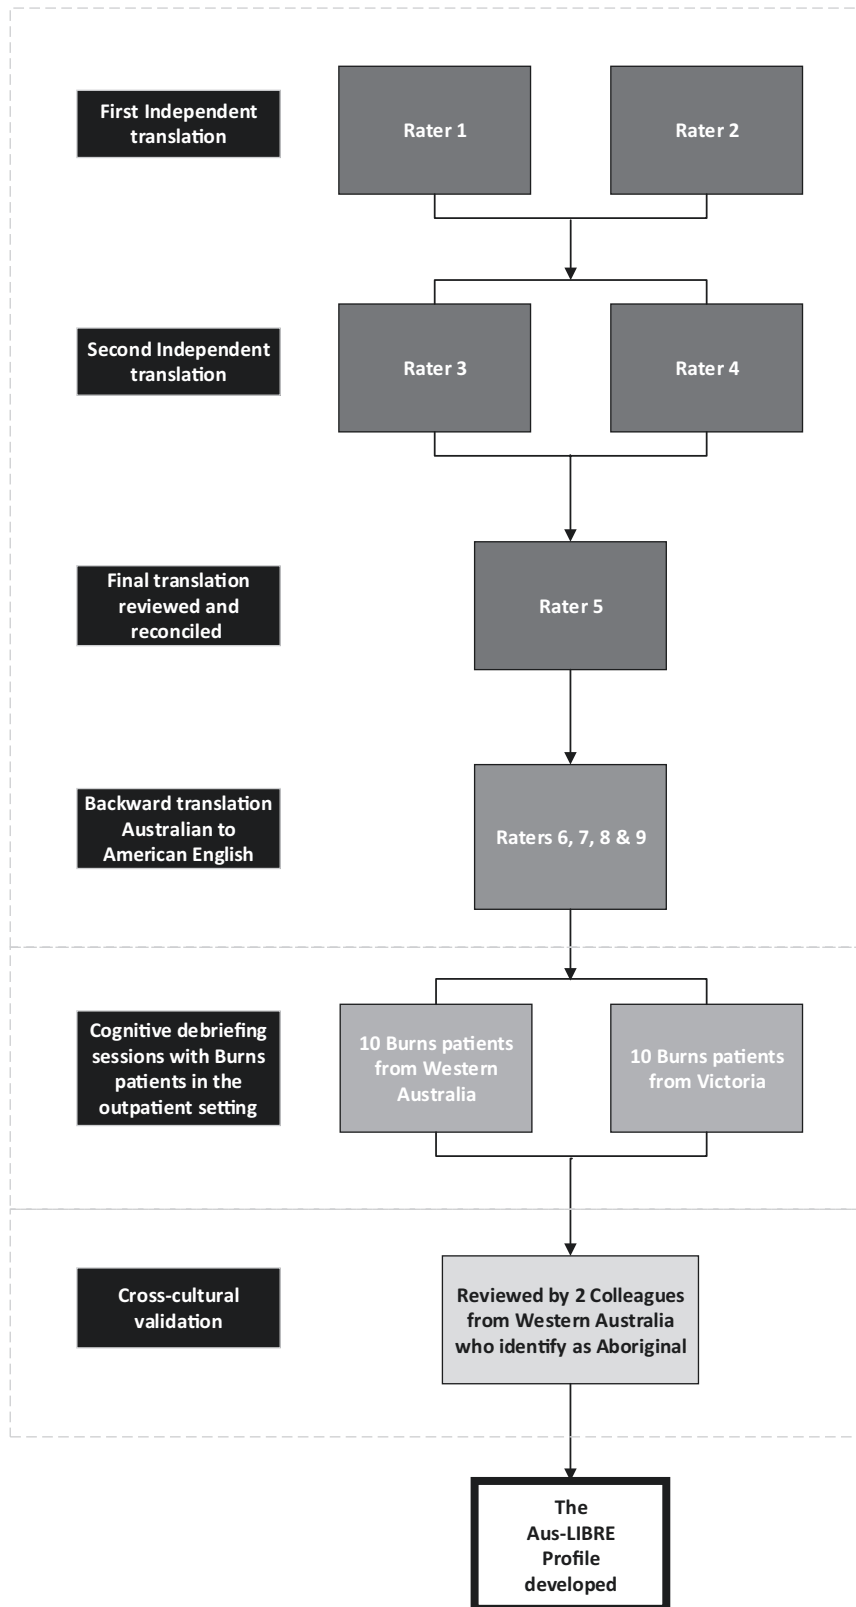 First Independent
translation
Rater 1
Rater 2
Second Independent
translation
Rater 3
Rater 4
Final translation
reviewed and
reconciled
Rater 5
Backward translation
Australian to
American English
Raters 6, 7, 8 & 9
Cognitive debriefing
sessions with Burns
patients in the
outpatient setting
10 Burns patients
from Western
Australia
10 Burns patients
from Victoria
Cross-cultural
validation
Reviewed by 2 Colleagues
from Western Australia
who identify as Aboriginal
The
Aus-LIBRE
Profile
developed